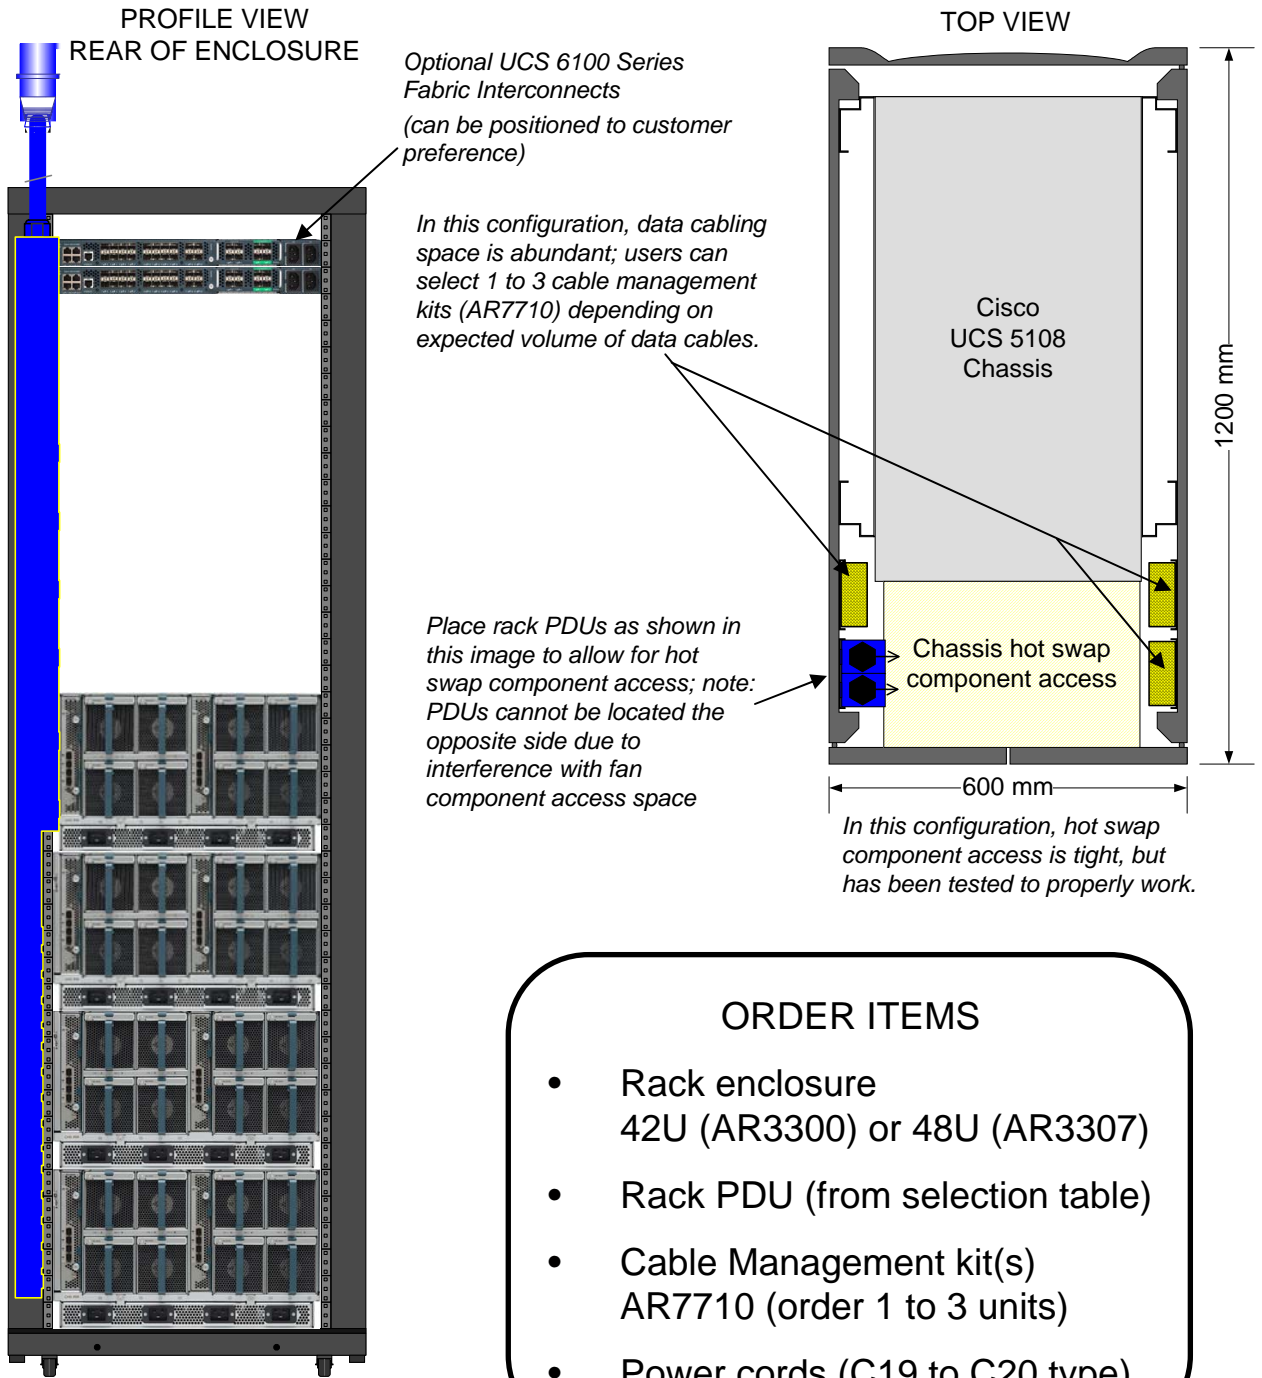 PROFILE VIEW
REAR OF ENCLOSURE
Optional UCS 6100 Series
Fabric Interconnects
(can be positioned to customer
preference)
In this configuration, data cabling
space is abundant; users can
select 1 to 3 cable management
kits (AR7710) depending on
expected volume of data cables.
Place rack PDUs as shown in
this image to allow for hot
swap component access; note:
PDUs cannot be located the
opposite side due to
interference with fan
component access space
TOP VIEW
Cisco
UCS 5108
Chassis
1200 mm
Chassis hot swap
component access
600 mm
In this configuration, hot swap
component access is tight, but
has been tested to properly work.
ORDER ITEMS
• Rack enclosure
42U (AR3300) or 48U (AR3307)
• Rack PDU (from selection table)
• Cable Management kit(s)
AR7710 (order 1 to 3 units)
• Power cords (C19 to C20 type)